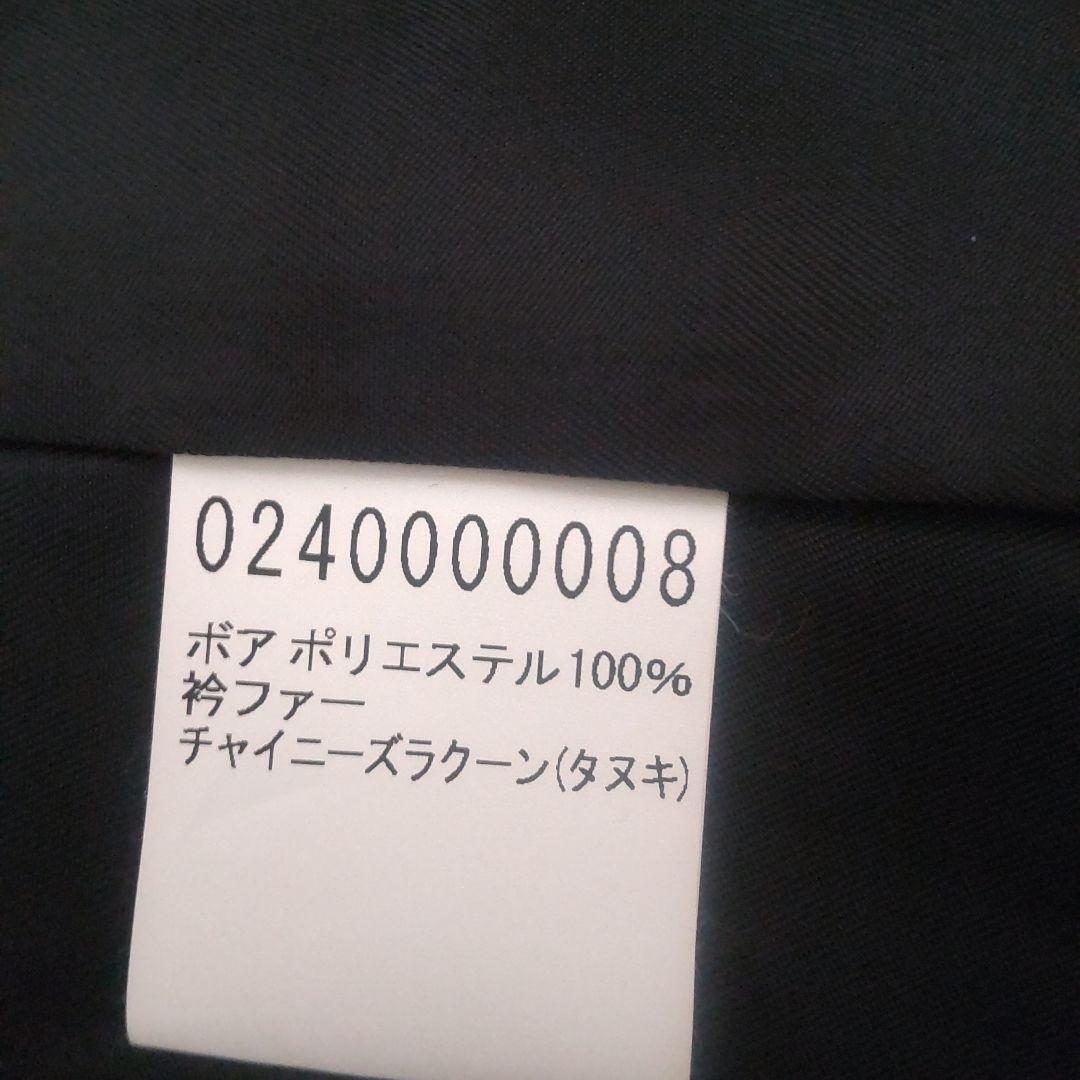 0240000008
ボア ポリエステル100%
衿ファー
チャイニーズラクーン(タヌキ)